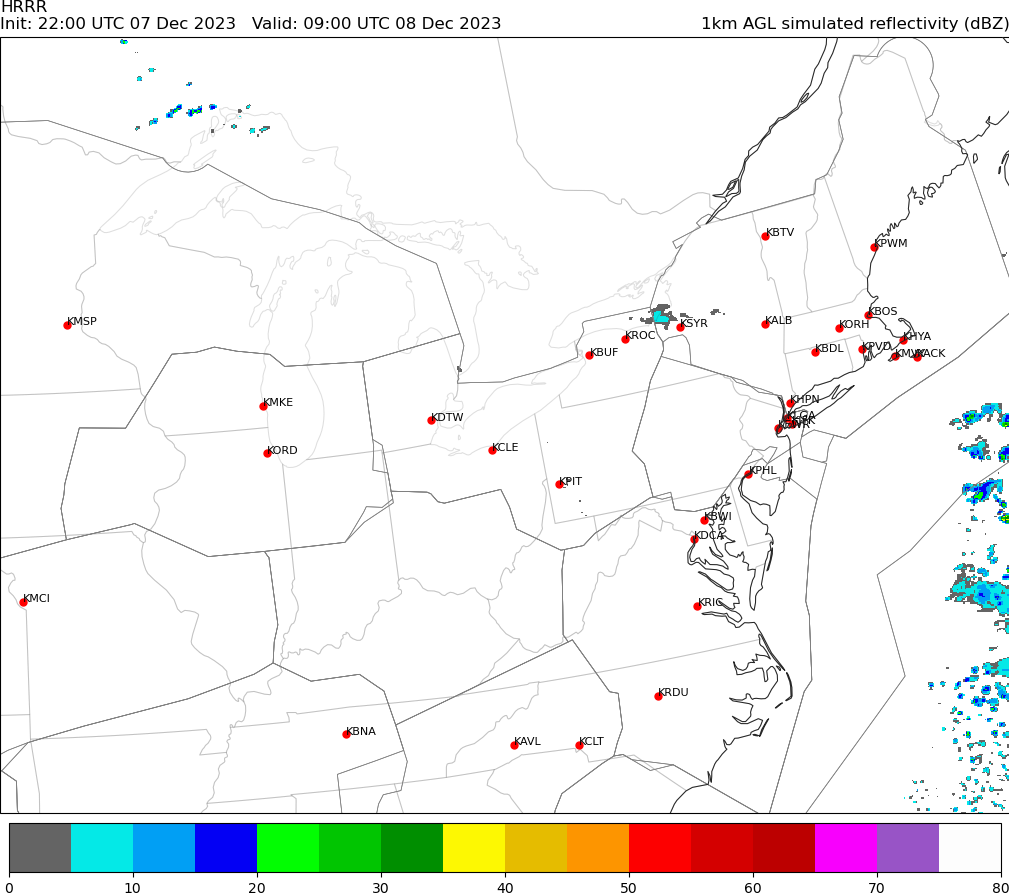 HRRR
Init: 22:00 UTC 07 Dec 2023   Valid: 09:00 UTC 08 Dec 2023   1km AGL simulated reflectivity (dBZ)
KBTV
KPWM
KMSP
KBOS
KSYR
KALB
KORH
KROC
KHYA
KBUF
KBDL
KPVD
KACK
KMKE
KHPN
KDTW
KLGA
KORD
KCLE
KPHL
KPIT
KBWI
KDCA
KMCI
KRIC
KRDU
KBNA
KAVL
KCLT
0 10 20 30 40 50 60 70 80